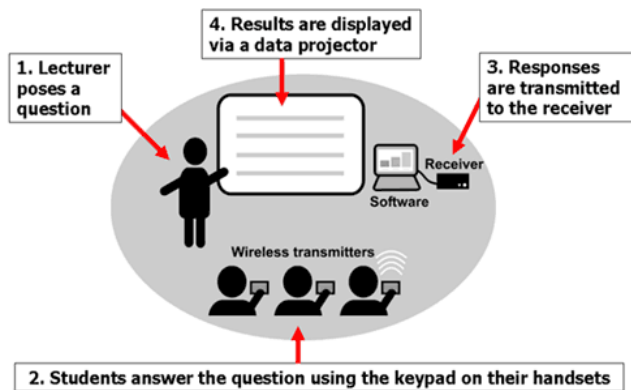 4. Results are displayed
via a data projector
1. Lecturer
poses a
question
3. Responses
are transmitted
to the receiver
Receiver
Software
Wireless transmitters
2. Students answer the question using the keypad on their handsets